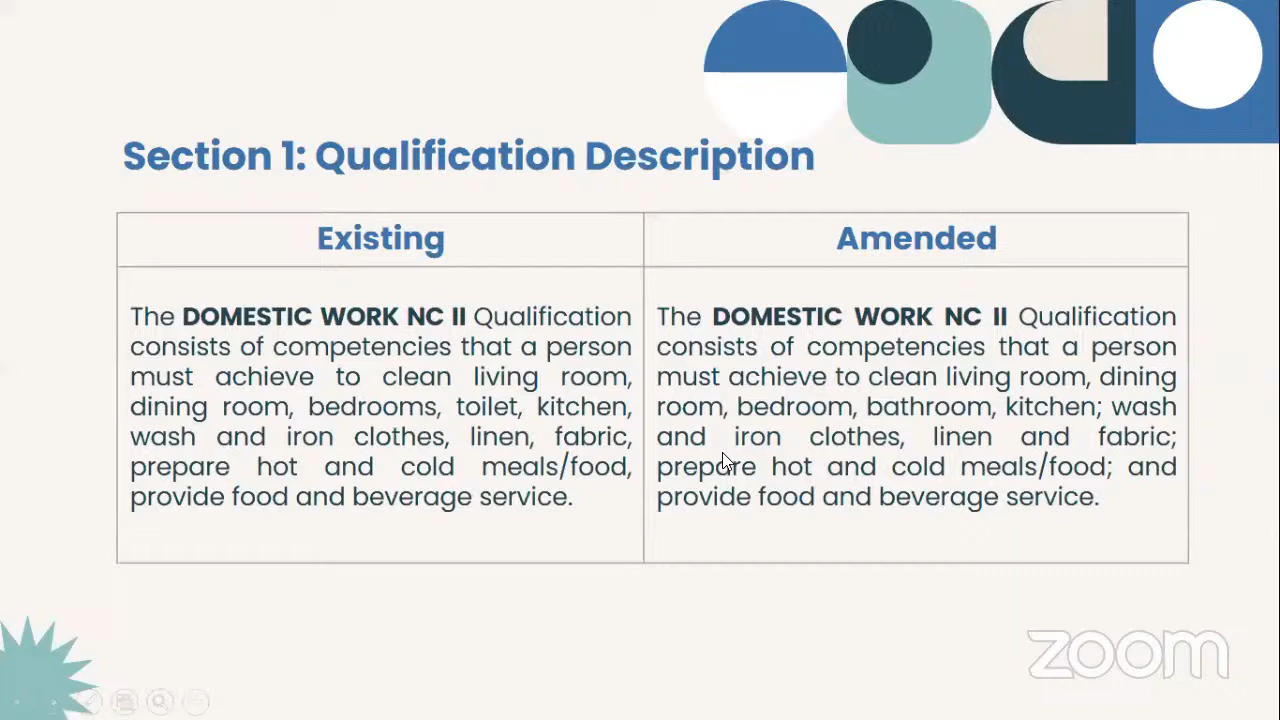 Section 1: Qualification Description
Existing
Amended
The DOMESTIC WORK NC II Qualification
consists of competencies that a person
must achieve to clean living room,
dining room, bedrooms, toilet, kitchen,
wash and iron clothes, linen, fabric,
prepare hot and cold meals/food,
provide food and beverage service.
The DOMESTIC WORK NC II Qualification
consists of competencies that a person
must achieve to clean living room, dining
room, bedroom, bathroom, kitchen; wash
and iron clothes, linen and fabric;
prepare hot and cold meals/food; and
provide food and beverage service.
zoom